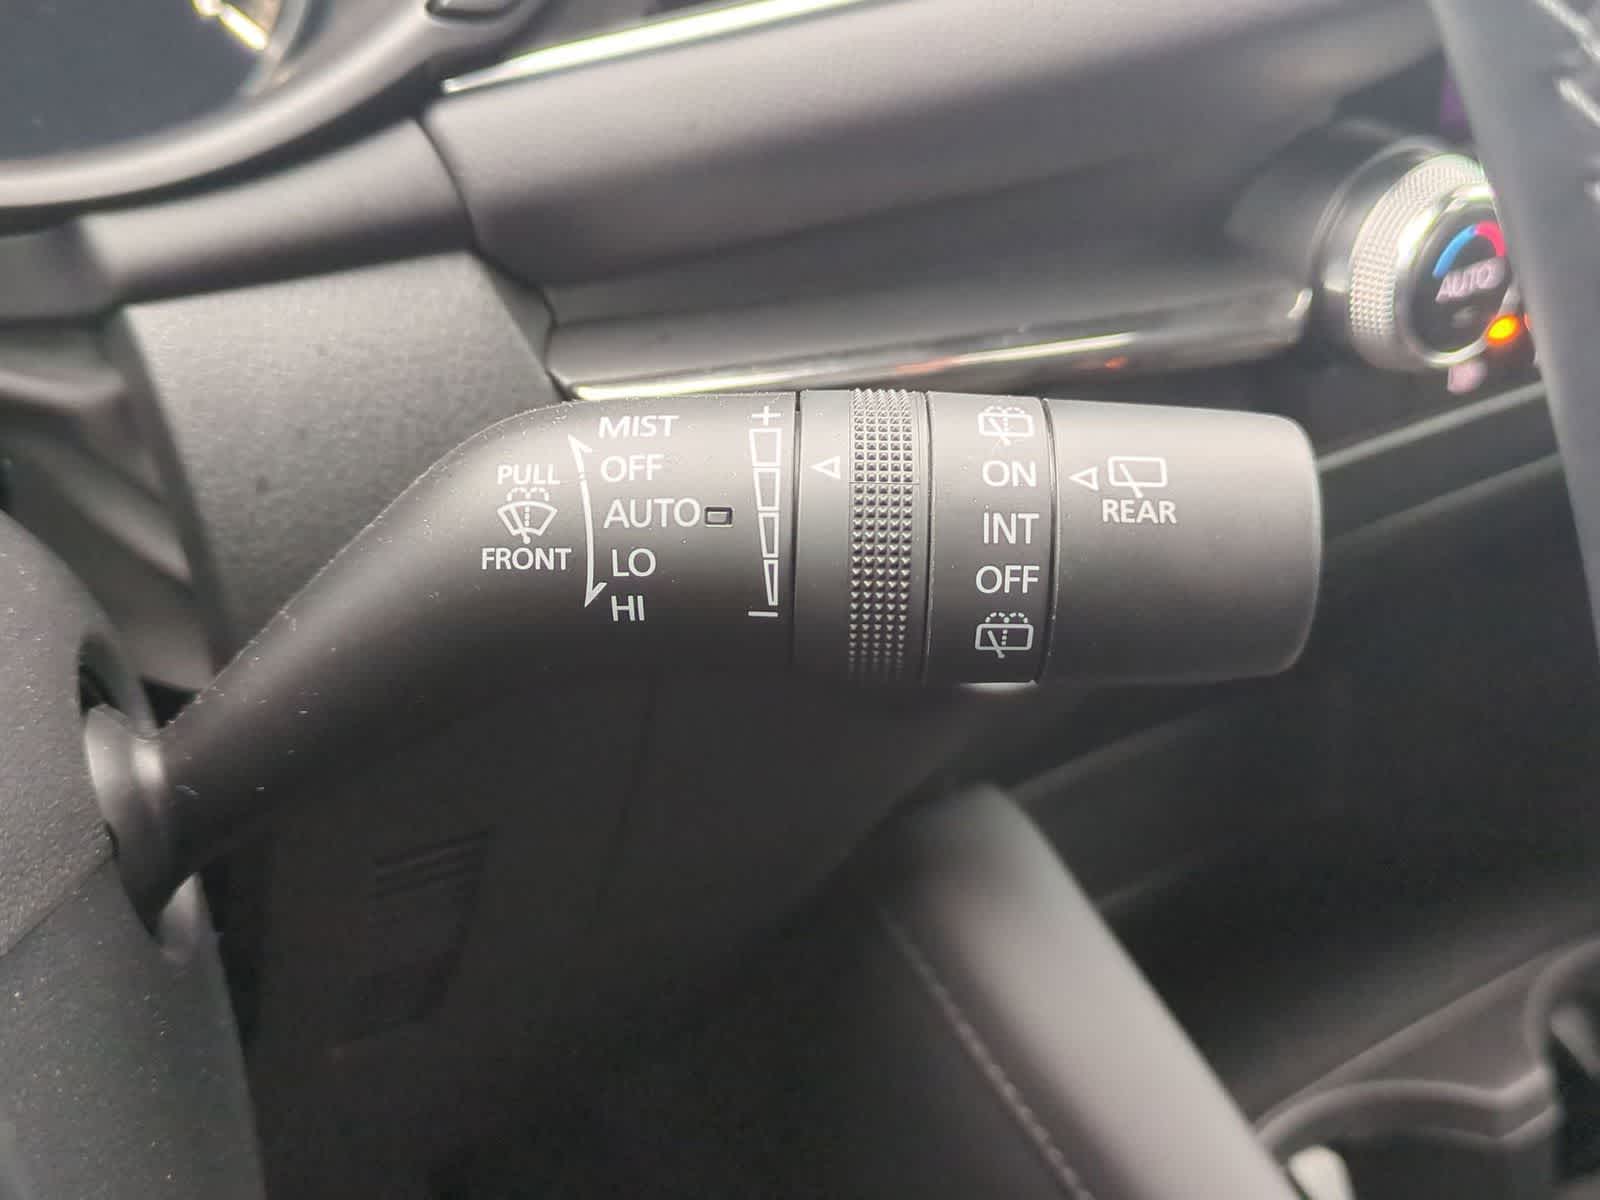 MIST
OFF
AUTO
LO
HI
PULL
FRONT
+
−
ON
INT
OFF
REAR
AUTO